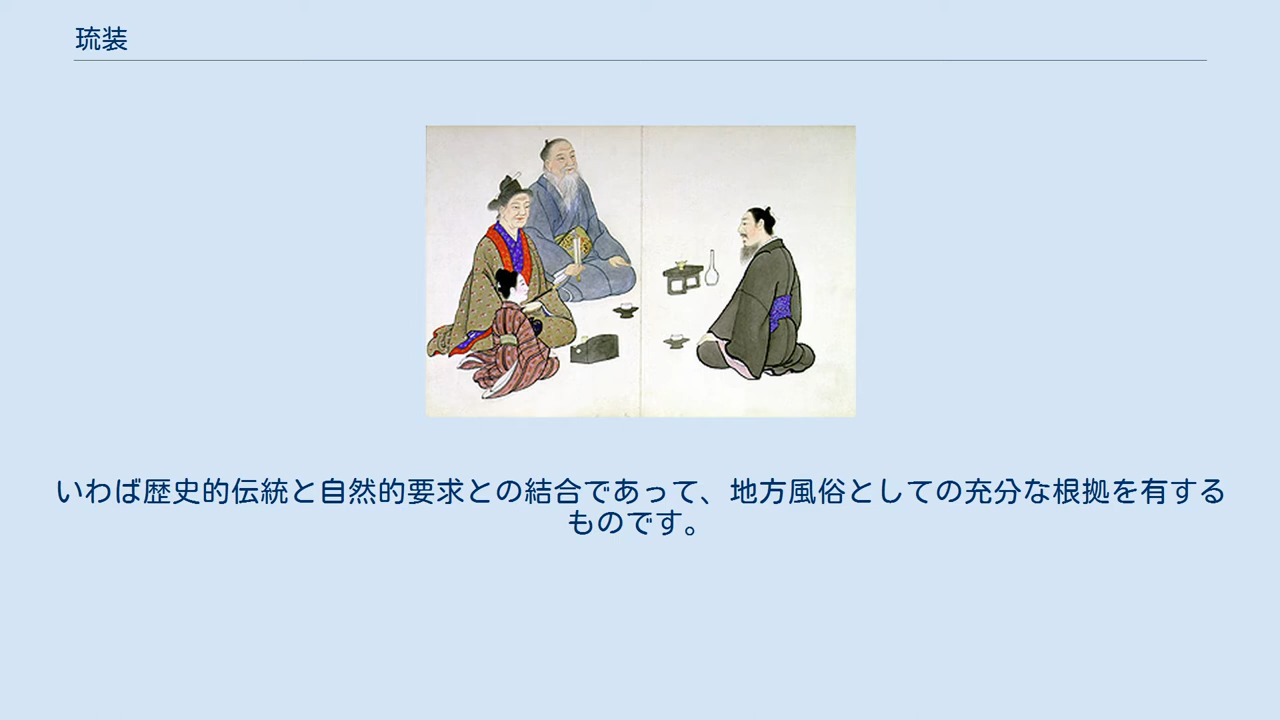 琉装
いわば歴史的伝統と自然的要求との結合であって、地方風俗としての充分な根拠を有する
ものです。